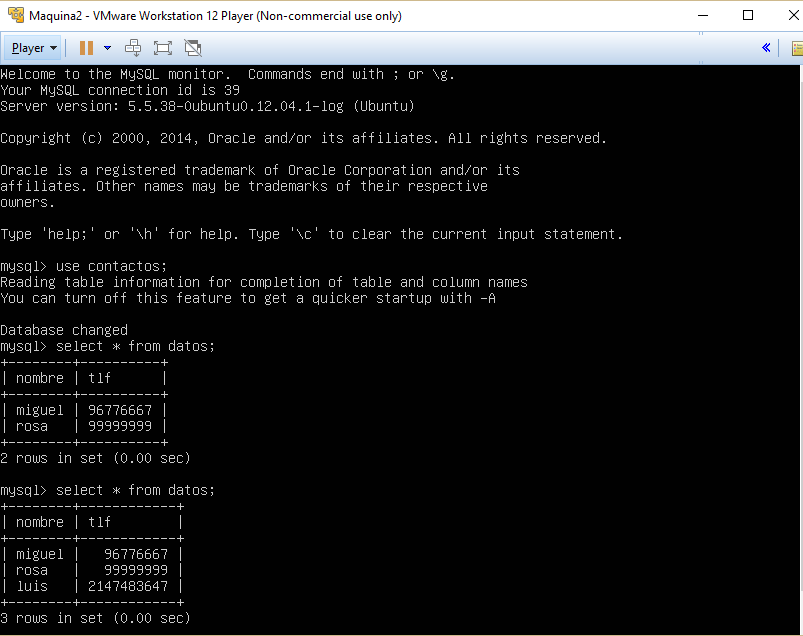 Maquina2 - VMware Workstation 12 Player (Non-commercial use only)
Player
Welcome to the MySQL monitor.  Commands end with ; or \g.
Your MySQL connection id is 39
Server version: 5.5.38-0ubuntu0.12.04.1-log (Ubuntu)
Copyright (c) 2000, 2014, Oracle and/or its affiliates. All rights reserved.
Oracle is a registered trademark of Oracle Corporation and/or its
affiliates. Other names may be trademarks of their respective
owners.
Type 'help;' or '\h' for help. Type '\c' to clear the current input statement.
mysql> use contactos;
Reading table information for completion of table and column names
You can turn off this feature to get a quicker startup with -A
Database changed
mysql> select * from datos;
+--------+----------+
| nombre | tlf      |
+--------+----------+
| miguel | 96776667 |
| rosa   | 99999999 |
+--------+----------+
2 rows in set (0.00 sec)
mysql> select * from datos;
+--------+------------+
| nombre | tlf        |
+--------+------------+
| miguel |   96776667 |
| rosa   |   99999999 |
| luis   | 2147483647 |
+--------+------------+
3 rows in set (0.00 sec)